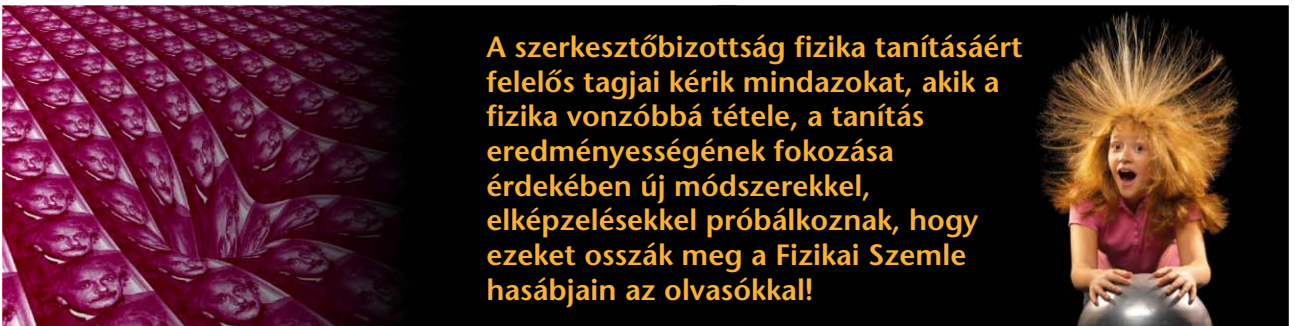 A szerkesztőbizottság fizika tanításáért
felelős tagjai kérik mindazokat, akik a
fizika vonzóbbá tétele, a tanítás
eredményességének fokozása
érdekében új módszerekkel,
elképzelésekkel próbálkoznak, hogy
ezeket osszák meg a Fizikai Szemle
hasábjain az olvasókkal!